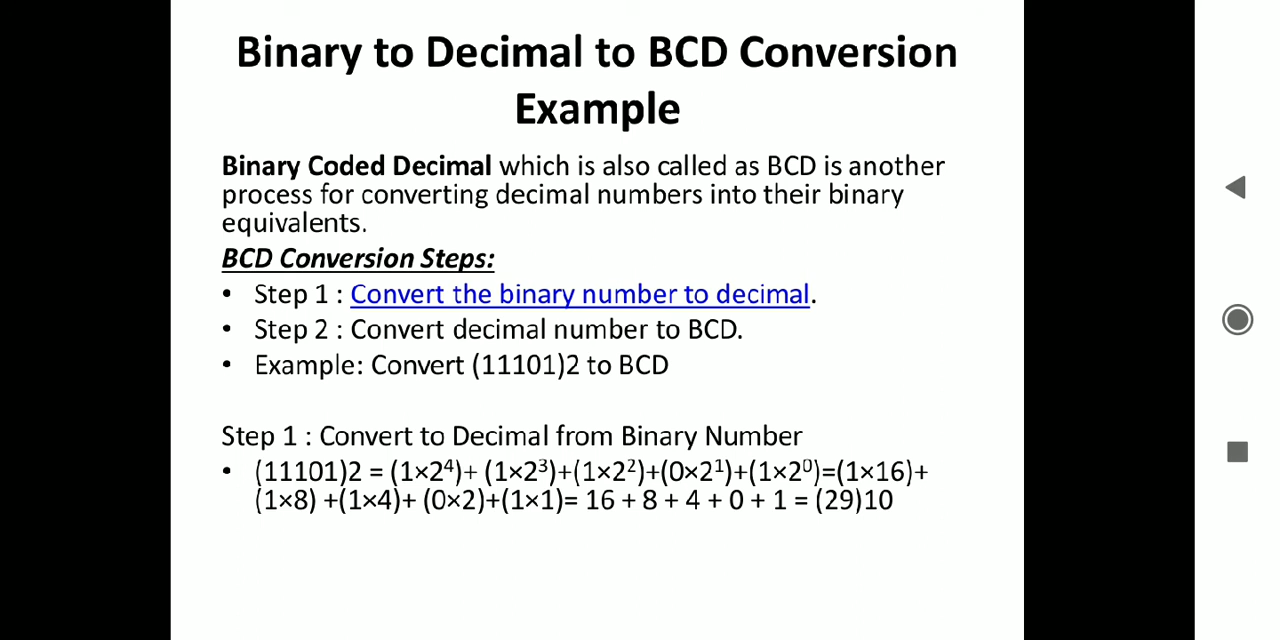 Binary to Decimal to BCD Conversion
Example
Binary Coded Decimal which is also called as BCD is another
process for converting decimal numbers into their binary
equivalents.
BCD Conversion Steps:
• Step 1 : Convert the binary number to decimal.
• Step 2 : Convert decimal number to BCD.
• Example: Convert (11101)2 to BCD
Step 1 : Convert to Decimal from Binary Number
• (11101)2 = (1×2⁴)+ (1×2³)+(1×2²)+(0×2¹)+(1×2⁰)=(1×16)+
(1×8) +(1×4)+ (0×2)+(1×1)= 16 + 8 + 4 + 0 + 1 = (29)10